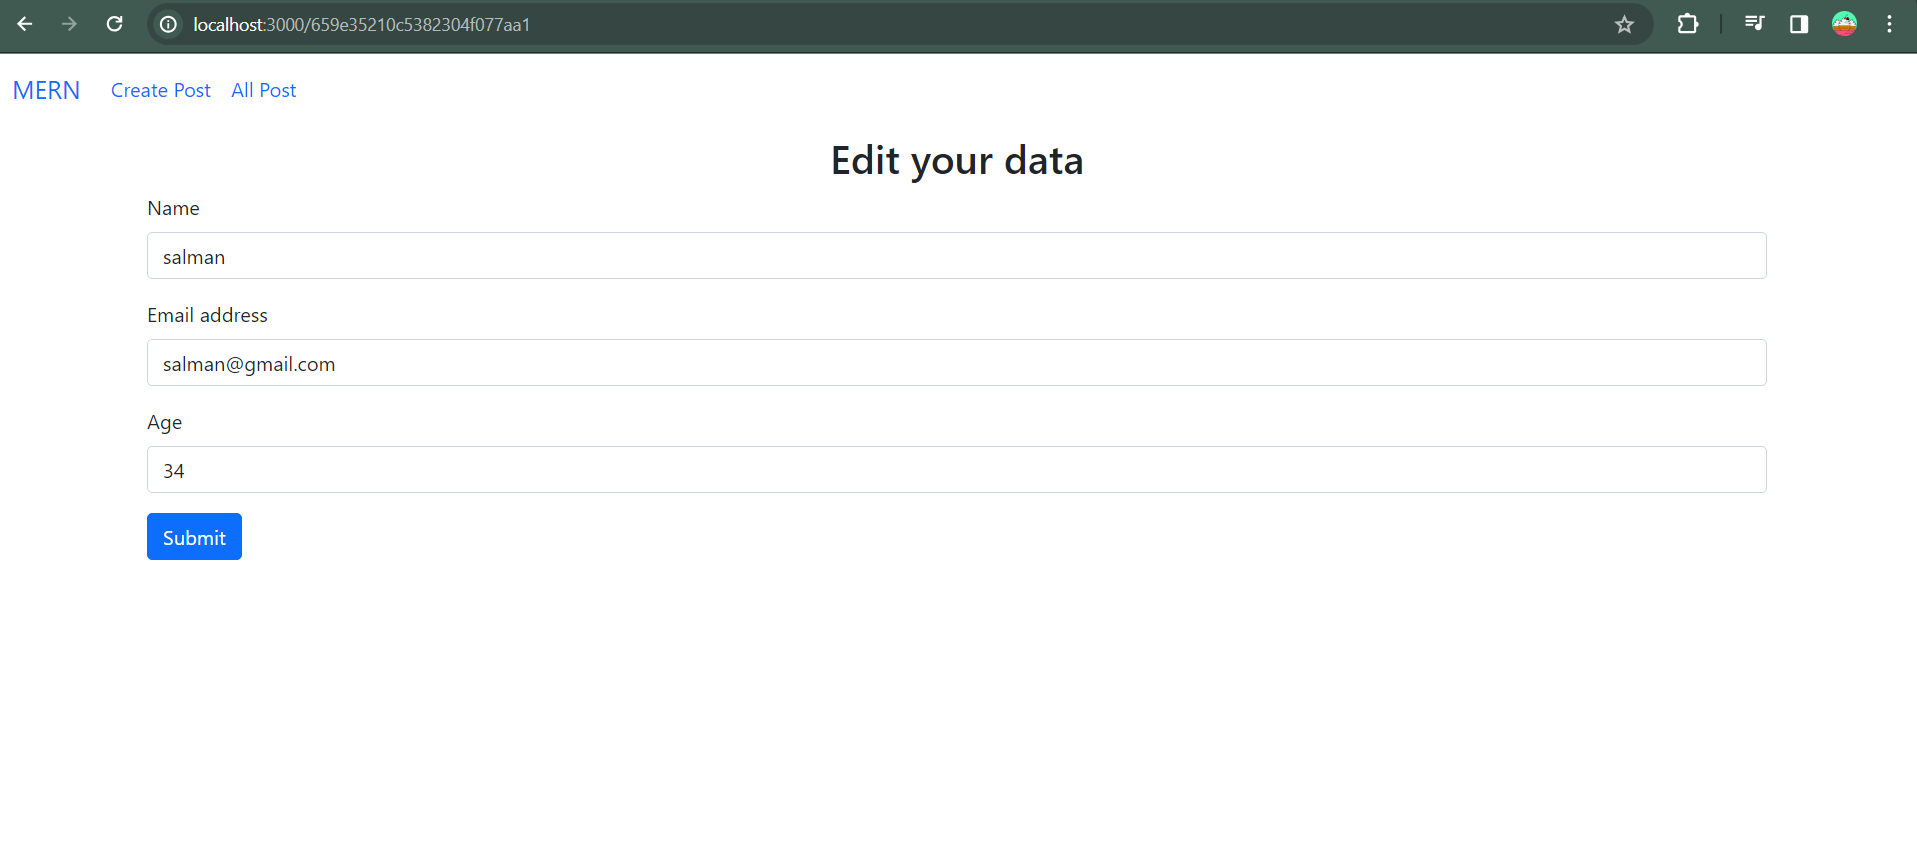 localhost:3000/659e35210c5382304f077aa1
MERN Create Post All Post
Edit your data
Name
salman
Email address
salman@gmail.com
Age
34
Submit